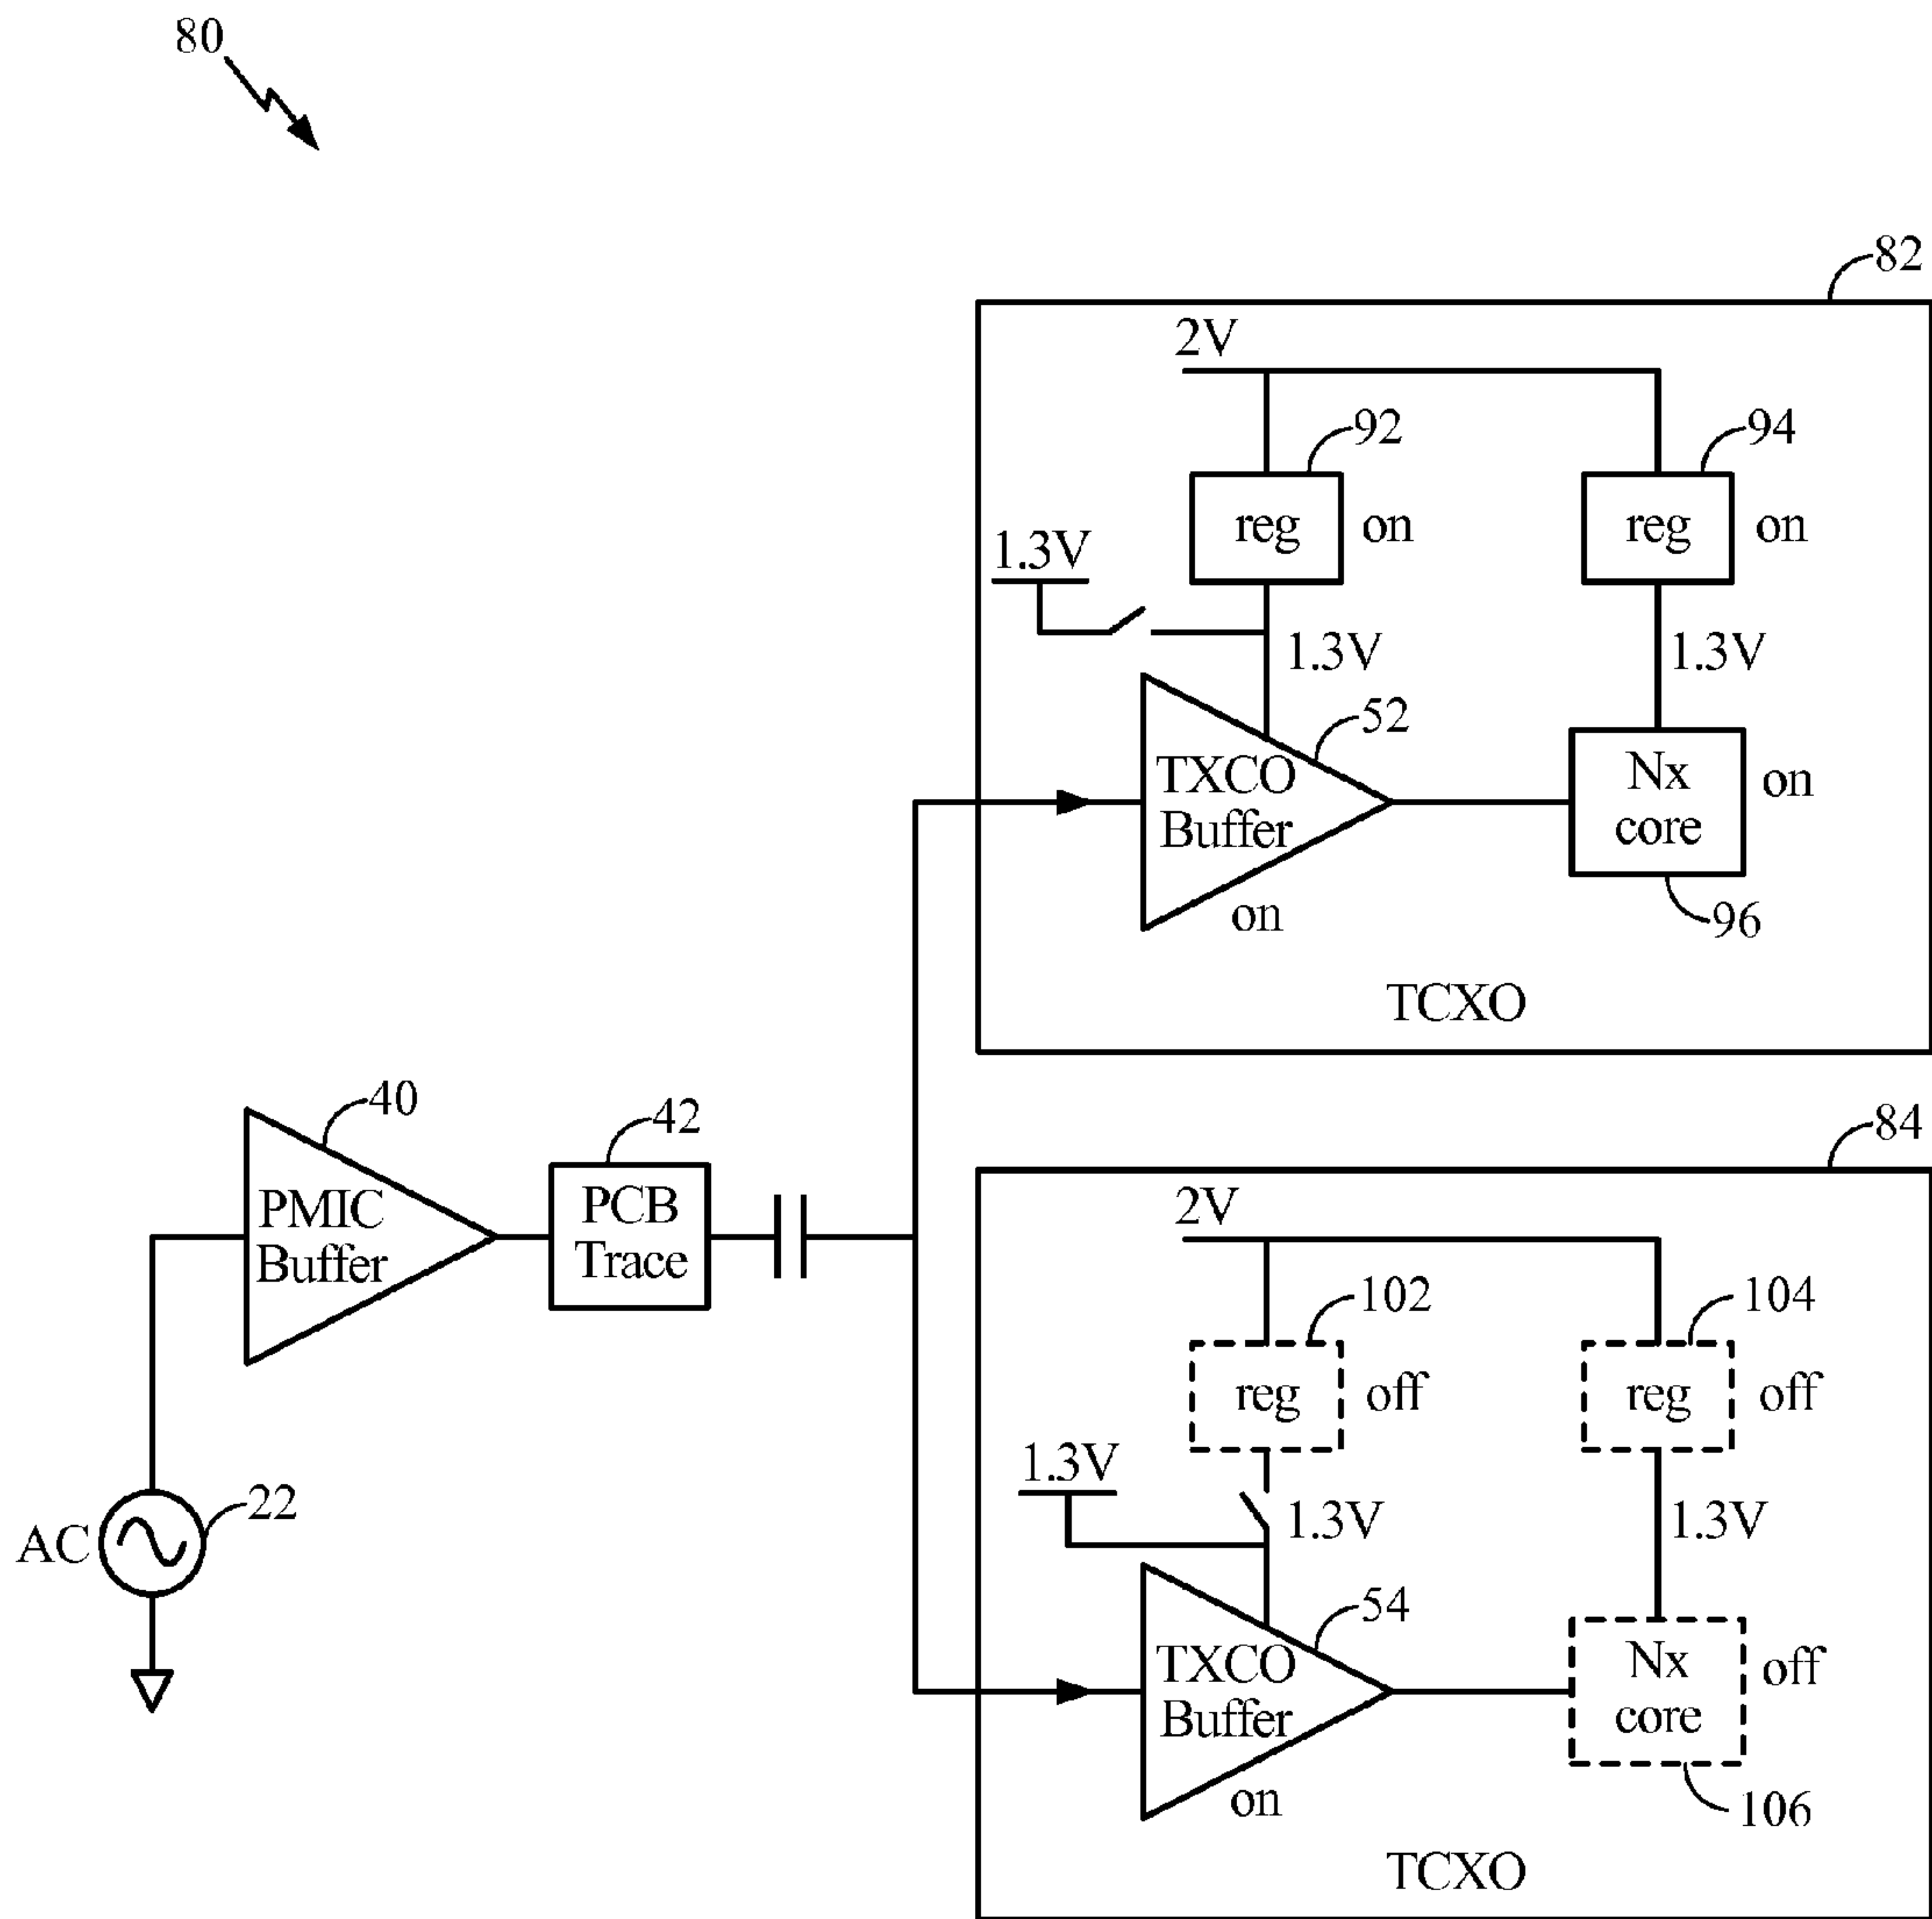 80
82
2V
92
94
reg
on
reg
on
1.3V
1.3V
1.3V
52
TXCO
Buffer
on
Nx
core
on
96
TCXO
40
PMIC
Buffer
42
PCB
Trace
84
2V
102
104
reg
off
reg
off
1.3V
1.3V
1.3V
AC
22
54
TXCO
Buffer
on
Nx
core
off
106
TCXO